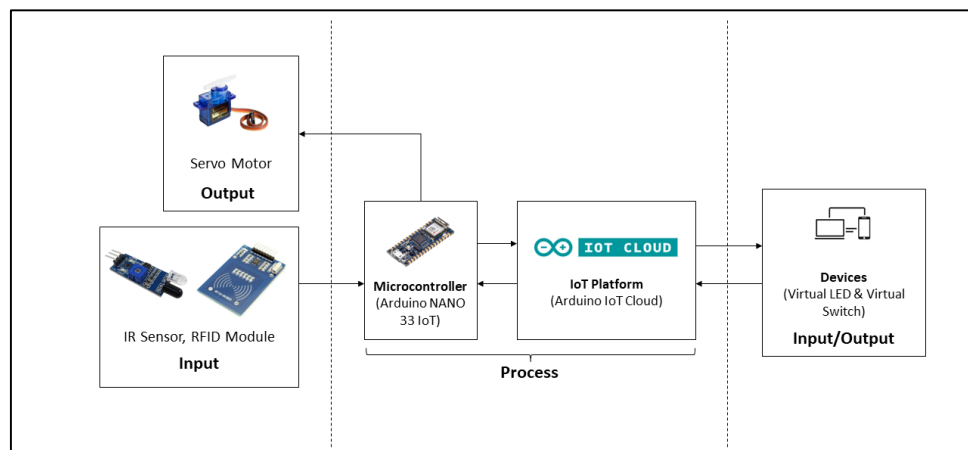 Servo Motor
Output
IR Sensor, RFID Module
Input
Microcontroller
(Arduino NANO
33 IoT)
IOT CLOUD
IoT Platform
(Arduino IoT Cloud)
Process
Devices
(Virtual LED & Virtual
Switch)
Input/Output